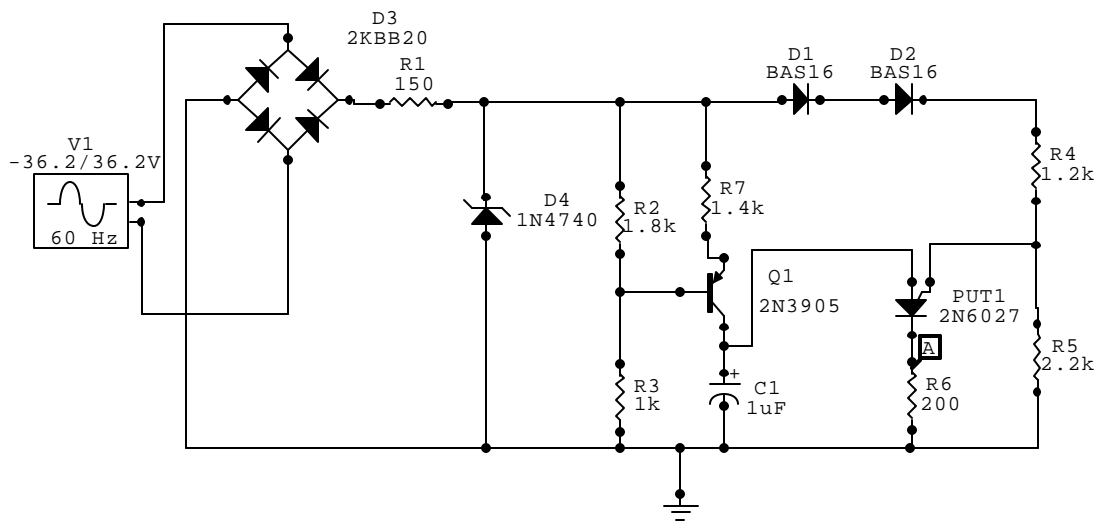 D3
2KBB20
R1
150
D1
BAS16
D2
BAS16
V1
-36.2/36.2V
60 Hz
D4
1N4740
R2
1.8k
R7
1.4k
R4
1.2k
Q1
2N3905
PUT1
2N6027
A
R3
1k
+
C1
1uF
R6
200
R5
2.2k